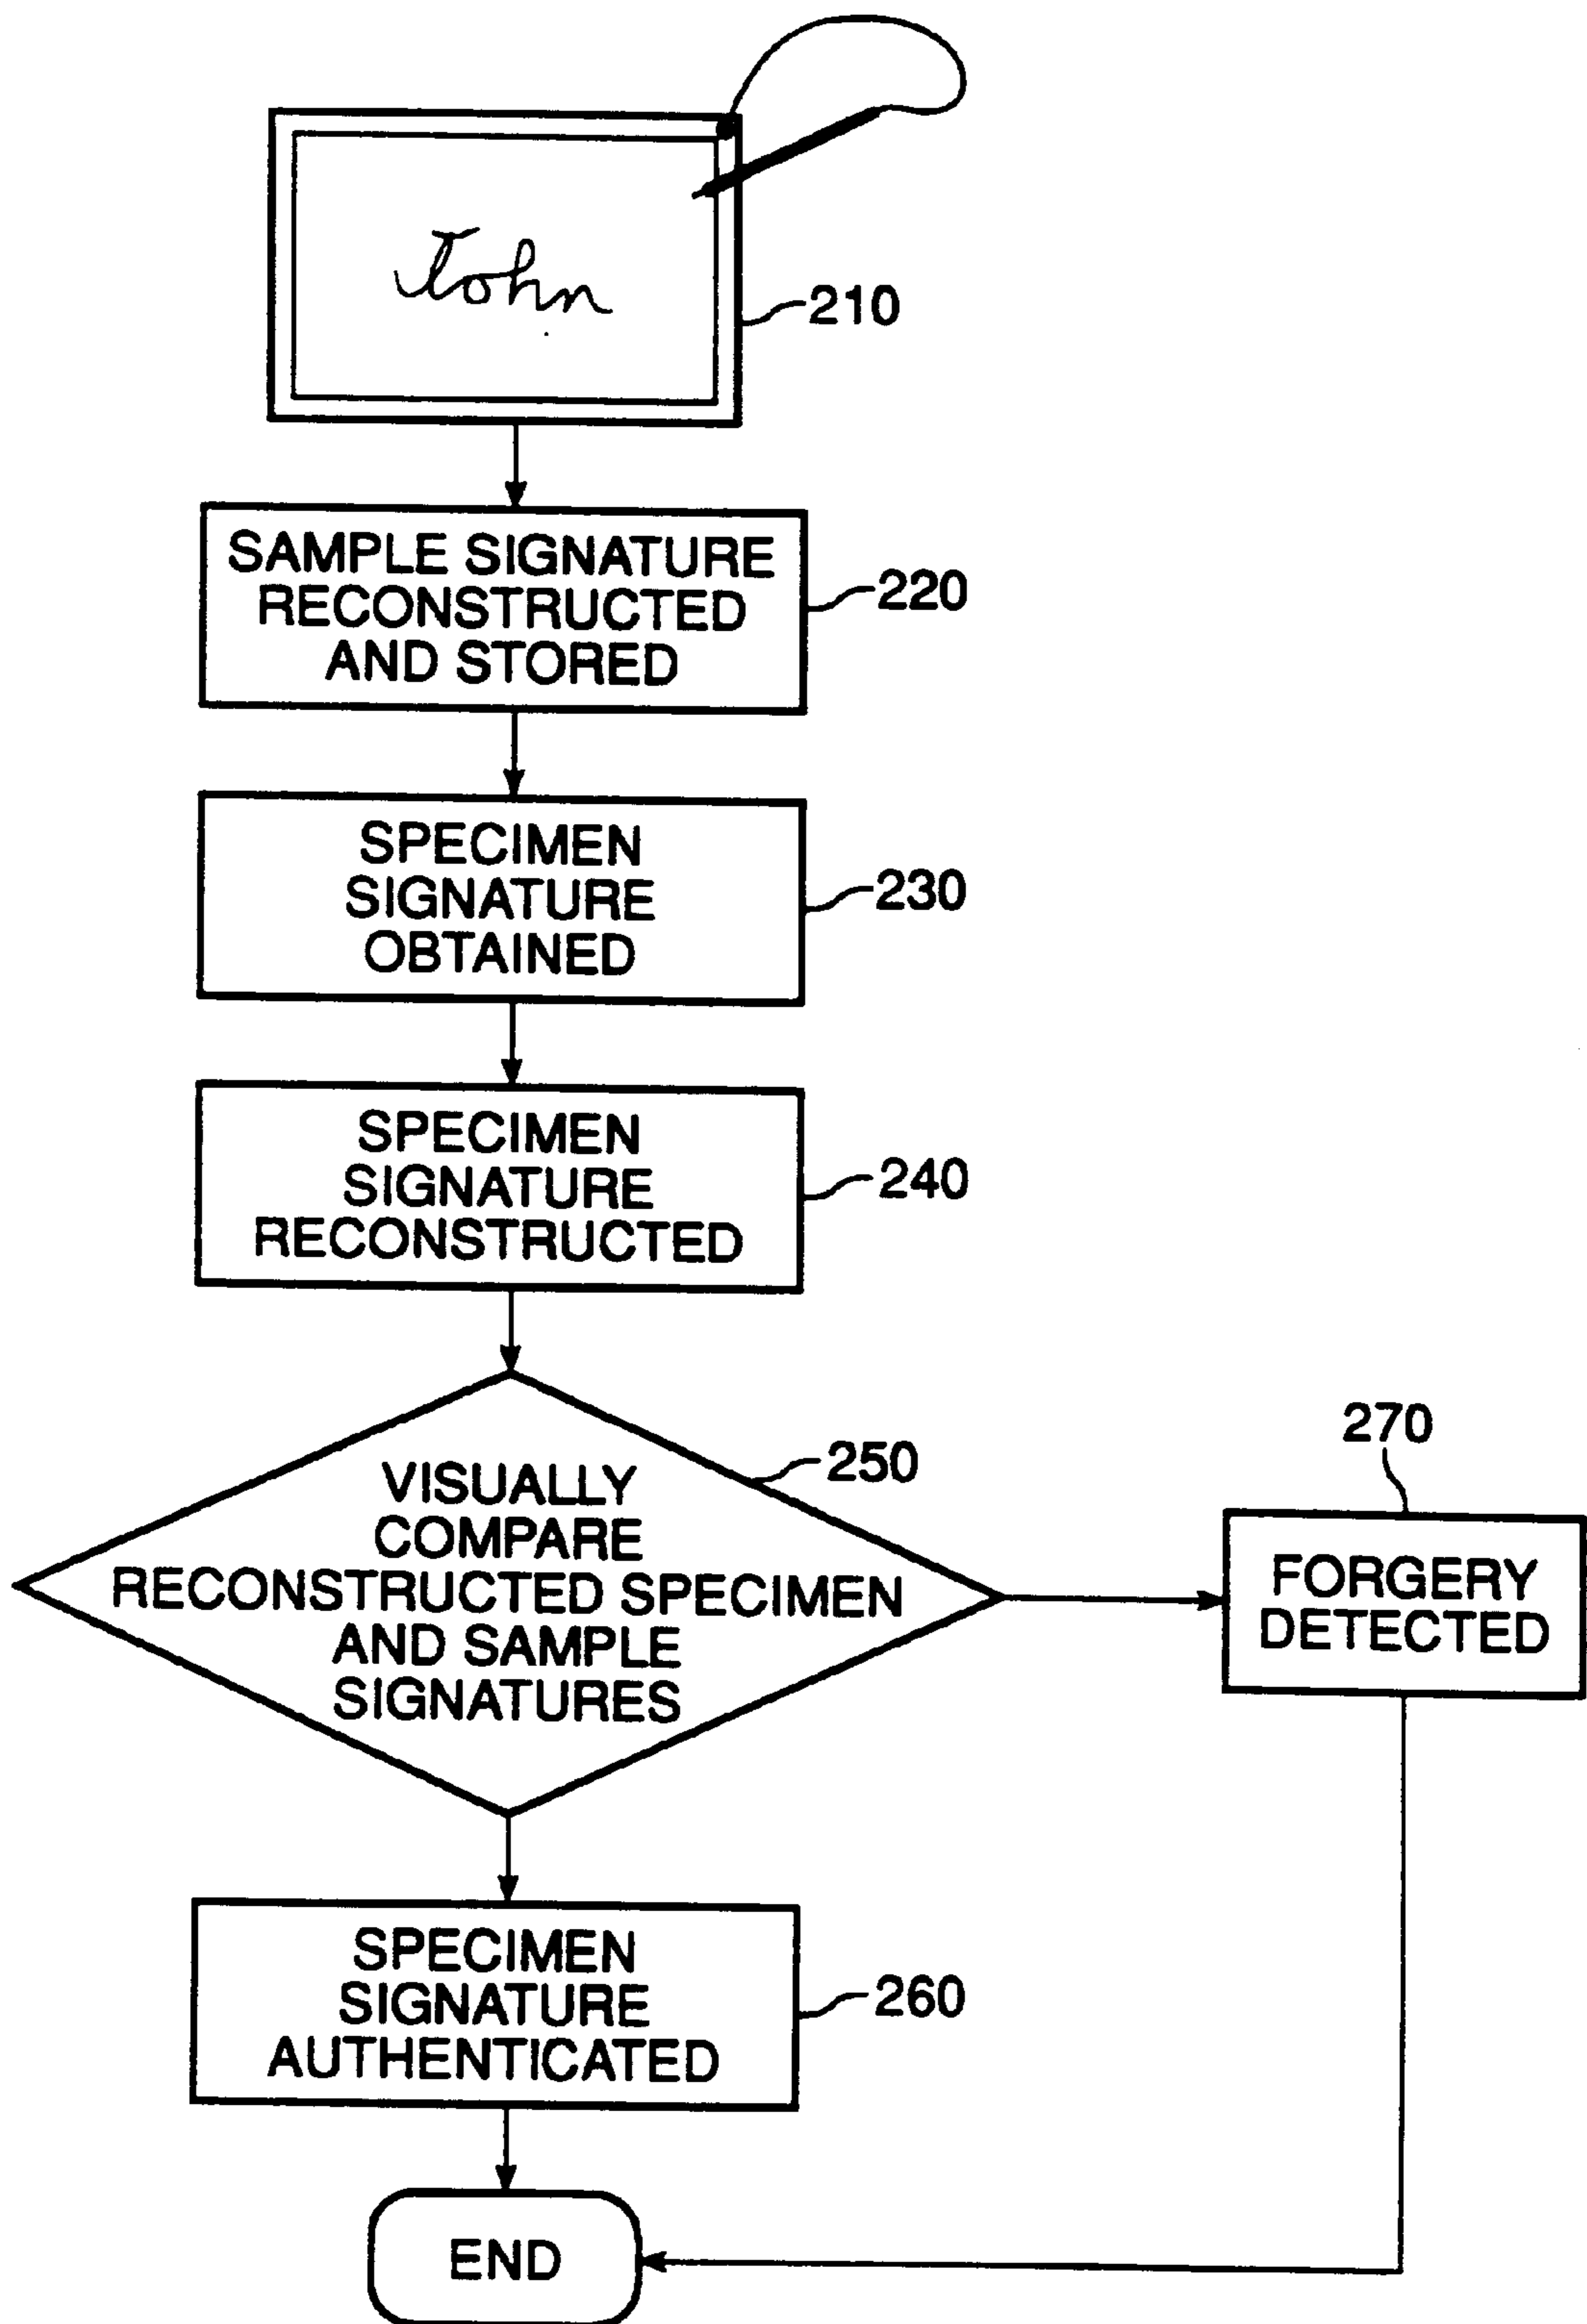 John
210
SAMPLE SIGNATURE
RECONSTRUCTED
AND STORED
220
SPECIMEN
SIGNATURE
OBTAINED
230
SPECIMEN
SIGNATURE
RECONSTRUCTED
240
VISUALLY
COMPARE
RECONSTRUCTED SPECIMEN
AND SAMPLE
SIGNATURES
250
270
FORGERY
DETECTED
SPECIMEN
SIGNATURE
AUTHENTICATED
260
END